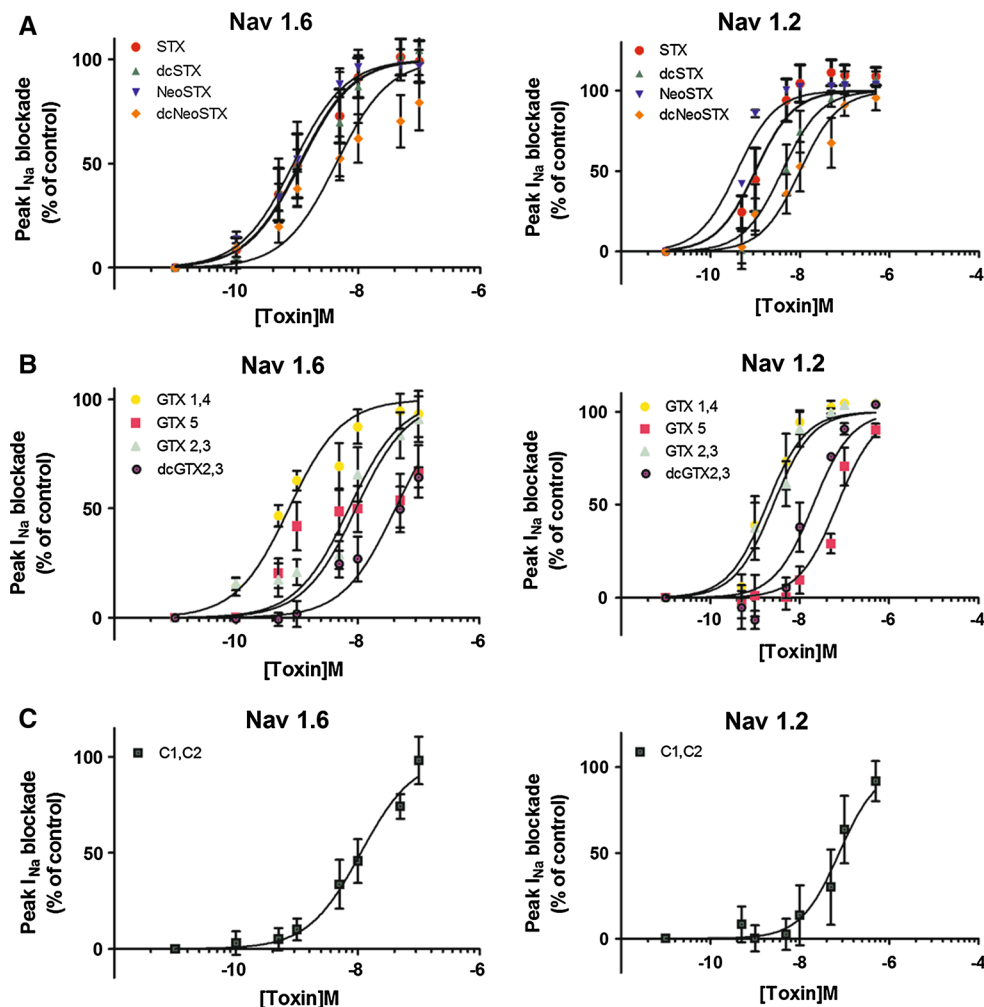 A
Nav 1.6
STX
dcSTX
NeoSTX
dcNeoSTX
Peak I_Na blockade
(% of control)
100
50
0
-10
-8
-6
[Toxin]M
Nav 1.2
STX
dcSTX
NeoSTX
dcNeoSTX
Peak I_Na blockade
(% of control)
100
50
0
-10
-8
-6
-4
[Toxin]M
B
Nav 1.6
GTX 1,4
GTX 5
GTX 2,3
dcGTX2,3
Peak I_Na blockade
(% of control)
100
50
0
-10
-8
-6
[Toxin]M
Nav 1.2
GTX 1,4
GTX 5
GTX 2,3
dcGTX2,3
Peak I_Na blockade
(% of control)
100
50
0
-10
-8
-6
-4
[Toxin]M
C
Nav 1.6
C1,C2
Peak I_Na blockade
(% of control)
100
50
0
-10
-8
-6
[Toxin]M
Nav 1.2
C1,C2
Peak I_Na blockade
(% of control)
100
50
0
-10
-8
-6
-4
[Toxin]M